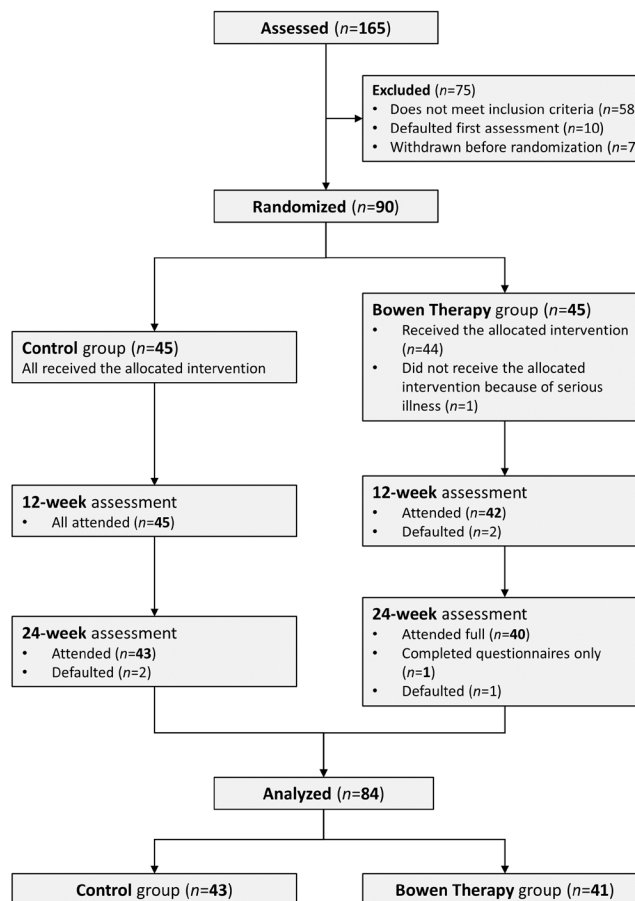 Assessed (n=165)
Excluded (n=75)
• Does not meet inclusion criteria (n=58
• Defaulted first assessment (n=10)
• Withdrawn before randomization (n=7
Randomized (n=90)
Control group (n=45)
All received the allocated intervention
Bowen Therapy group (n=45)
• Received the allocated intervention
(n=44)
• Did not receive the allocated
intervention because of serious
illness (n=1)
12-week assessment
• All attended (n=45)
12-week assessment
• Attended (n=42)
• Defaulted (n=2)
24-week assessment
• Attended (n=43)
• Defaulted (n=2)
24-week assessment
• Attended full (n=40)
• Completed questionnaires only
(n=1)
• Defaulted (n=1)
Analyzed (n=84)
Control group (n=43)
Bowen Therapy group (n=41)